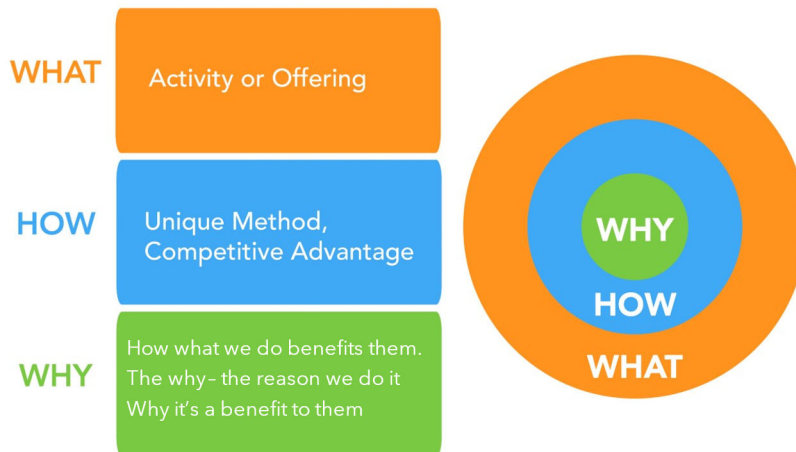 WHAT
Activity or Offering
HOW
Unique Method,
Competitive Advantage
WHY
How what we do benefits them.
The why – the reason we do it
Why it's a benefit to them
WHY
HOW
WHAT